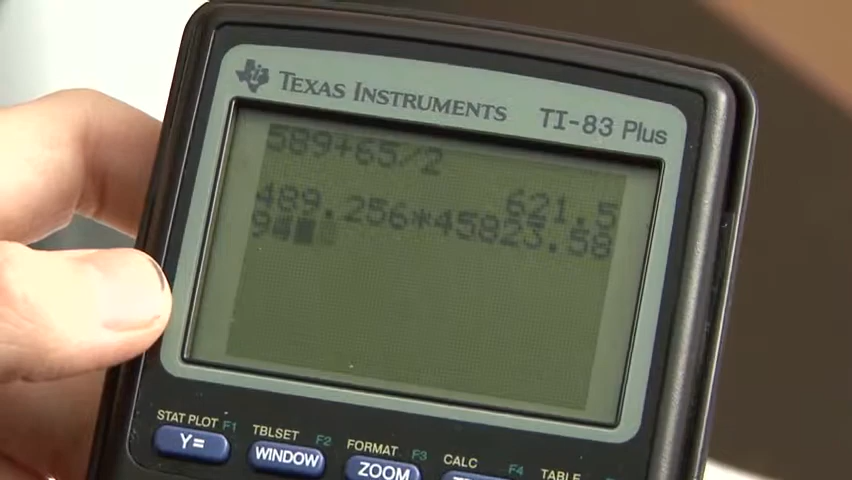 TEXAS INSTRUMENTS TI-83 Plus
589+65/2
621.5
489.256*45823.58
94
STAT PLOT F1 TBLSET F2 FORMAT F3 CALC F4 TABLE
Y= WINDOW ZOOM